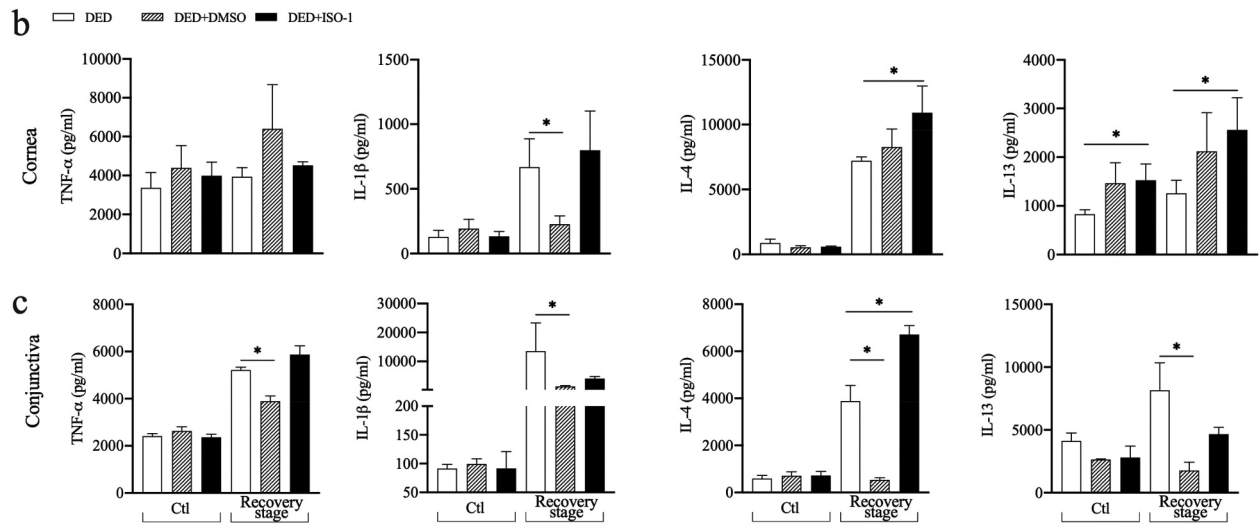 b
DED DED+DMSO DED+ISO-1
Cornea
TNF-α (pg/ml)
10000
8000
6000
4000
2000
0
*
IL-1β (pg/ml)
1500
1000
500
0
*
IL-4 (pg/ml)
15000
10000
5000
0
* *
IL-13 (pg/ml)
4000
3000
2000
1000
0
c
Conjunctiva
*
TNF-α (pg/ml)
8000
6000
4000
2000
0
Ctl Recovery
stage
*
IL-1β (pg/ml)
30000
20000
10000
200
150
100
50
Ctl Recovery
stage
*
*
IL-4 (pg/ml)
8000
6000
4000
2000
0
Ctl Recovery
stage
*
IL-13 (pg/ml)
15000
10000
5000
0
Ctl Recovery
stage